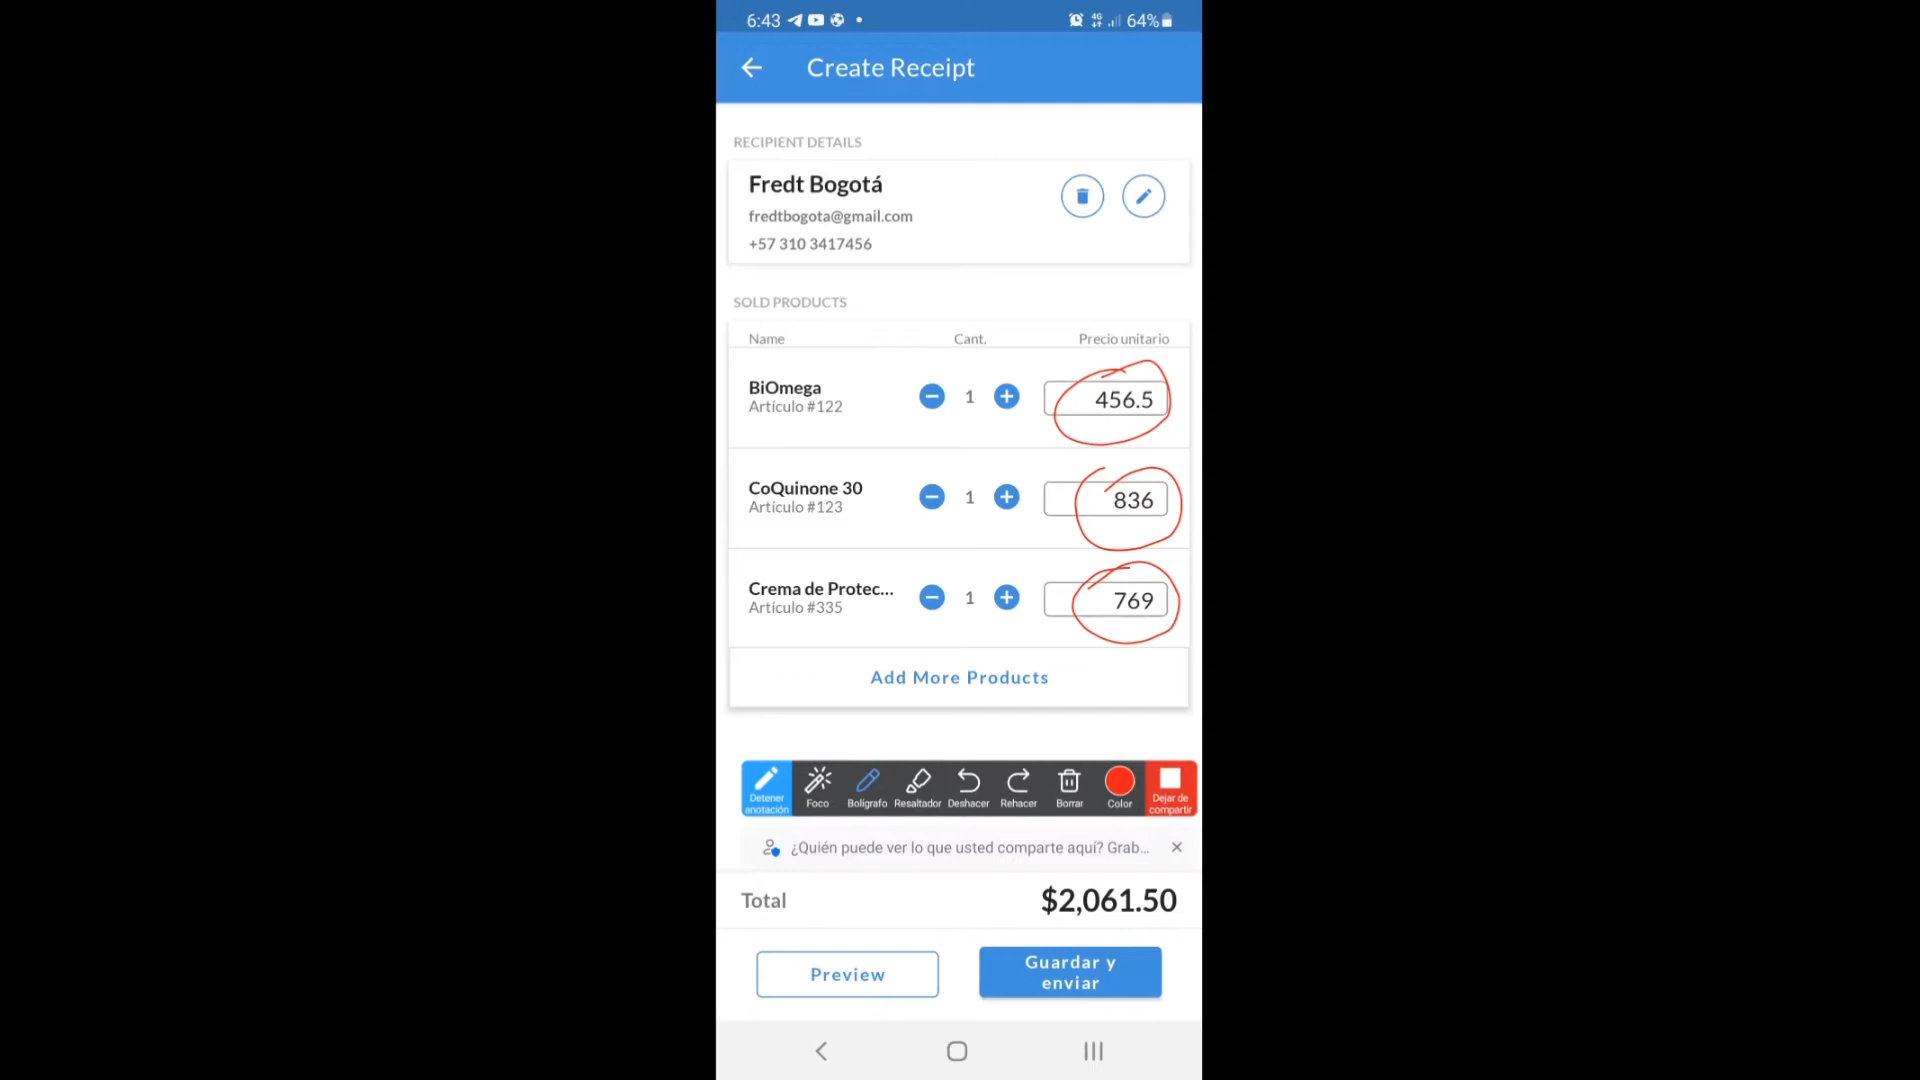 6:43 64%
Create Receipt
RECIPIENT DETAILS
Fredt Bogotá
fredtbogota@gmail.com
+57 310 3417456
SOLD PRODUCTS
Name Cant. Precio unitario
BiOmega
Artículo #122
1
456.5
CoQuinone 30
Artículo #123
1
836
Crema de Protec...
Artículo #335
1
769
Add More Products
Detener anotación Foco Bolígrafo Resaltador Deshacer Rehacer Borrar Color Dejar de compartir
¿Quién puede ver lo que usted comparte aquí? Grab...
Total $2,061.50
Preview
Guardar y
enviar